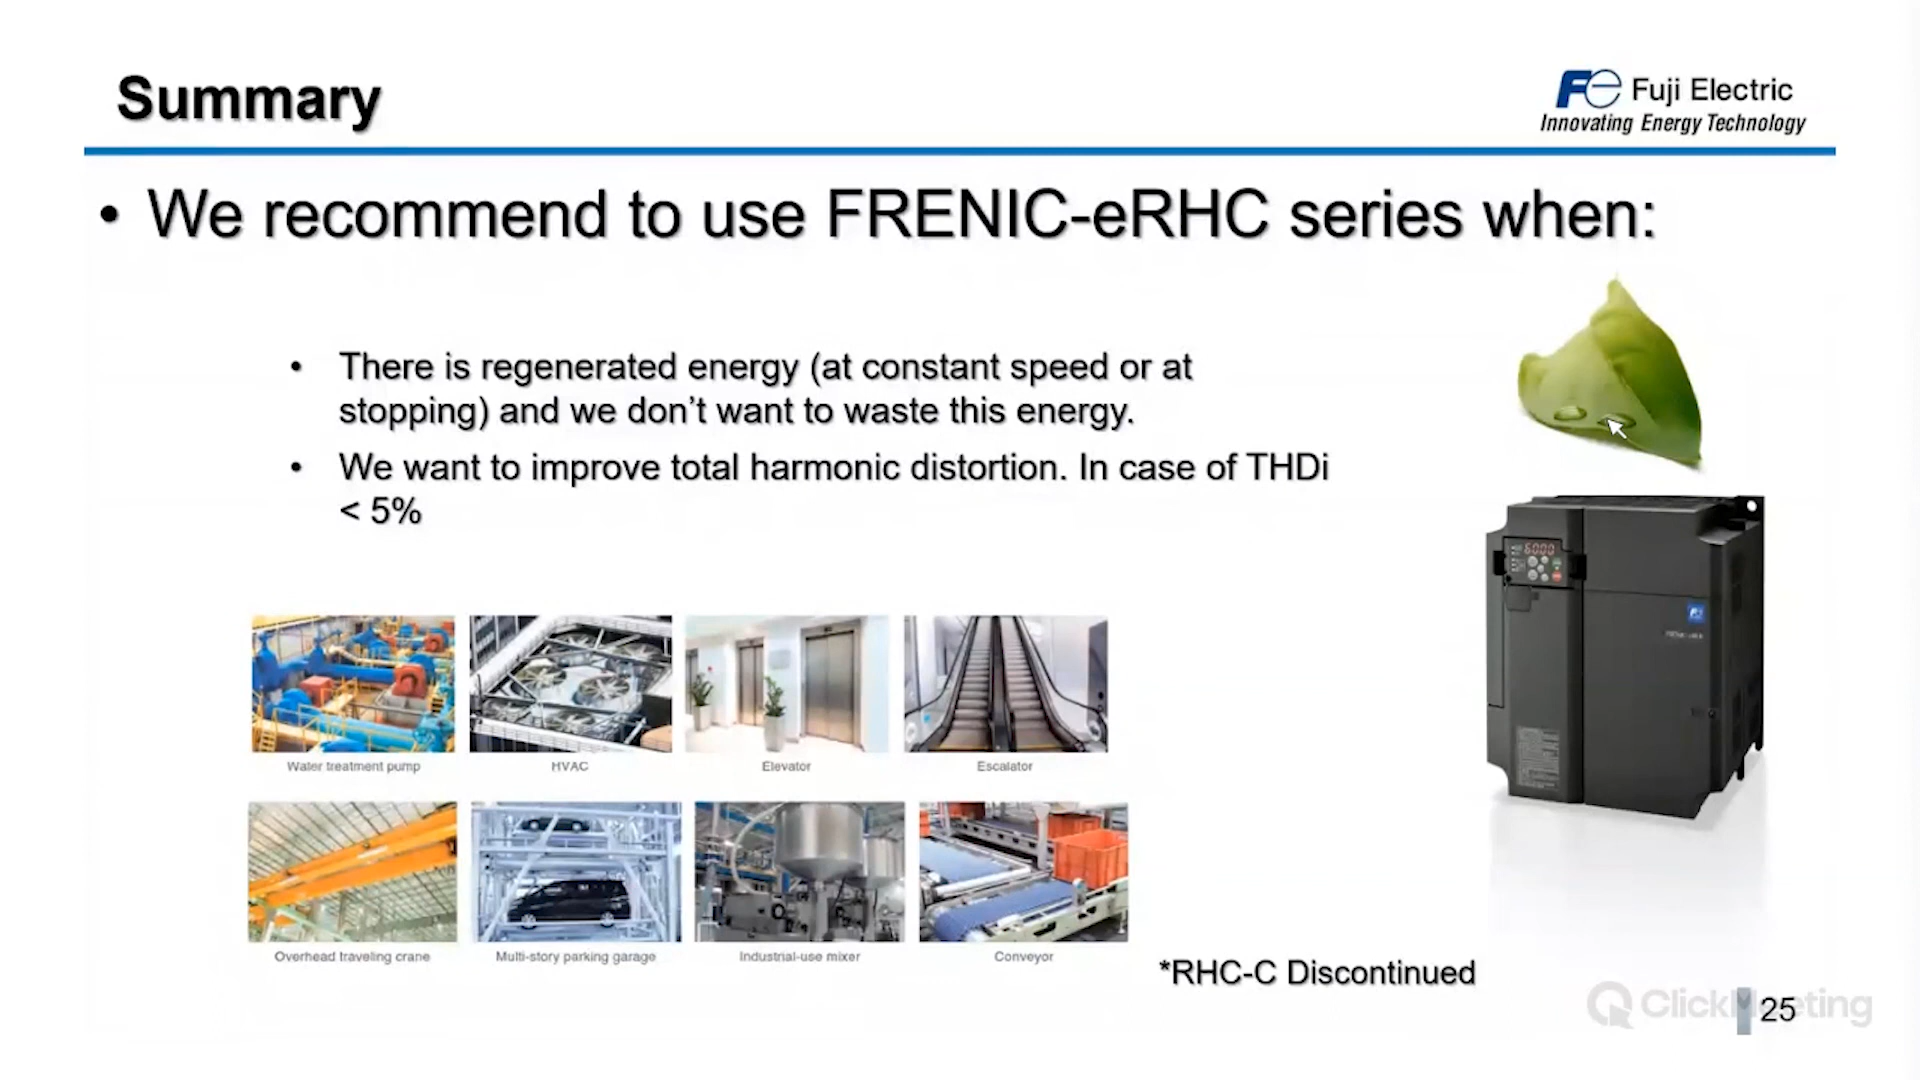 Summary
Fuji Electric
Innovating Energy Technology
• We recommend to use FRENIC-eRHC series when:
• There is regenerated energy (at constant speed or at
stopping) and we don't want to waste this energy.
• We want to improve total harmonic distortion. In case of THDi
< 5%
60.00
Water treatment pump
HVAC
Elevator
Escalator
Overhead traveling crane
Multi-story parking garage
Industrial-use mixer
Conveyor
*RHC-C Discontinued
ClickMeeting
25